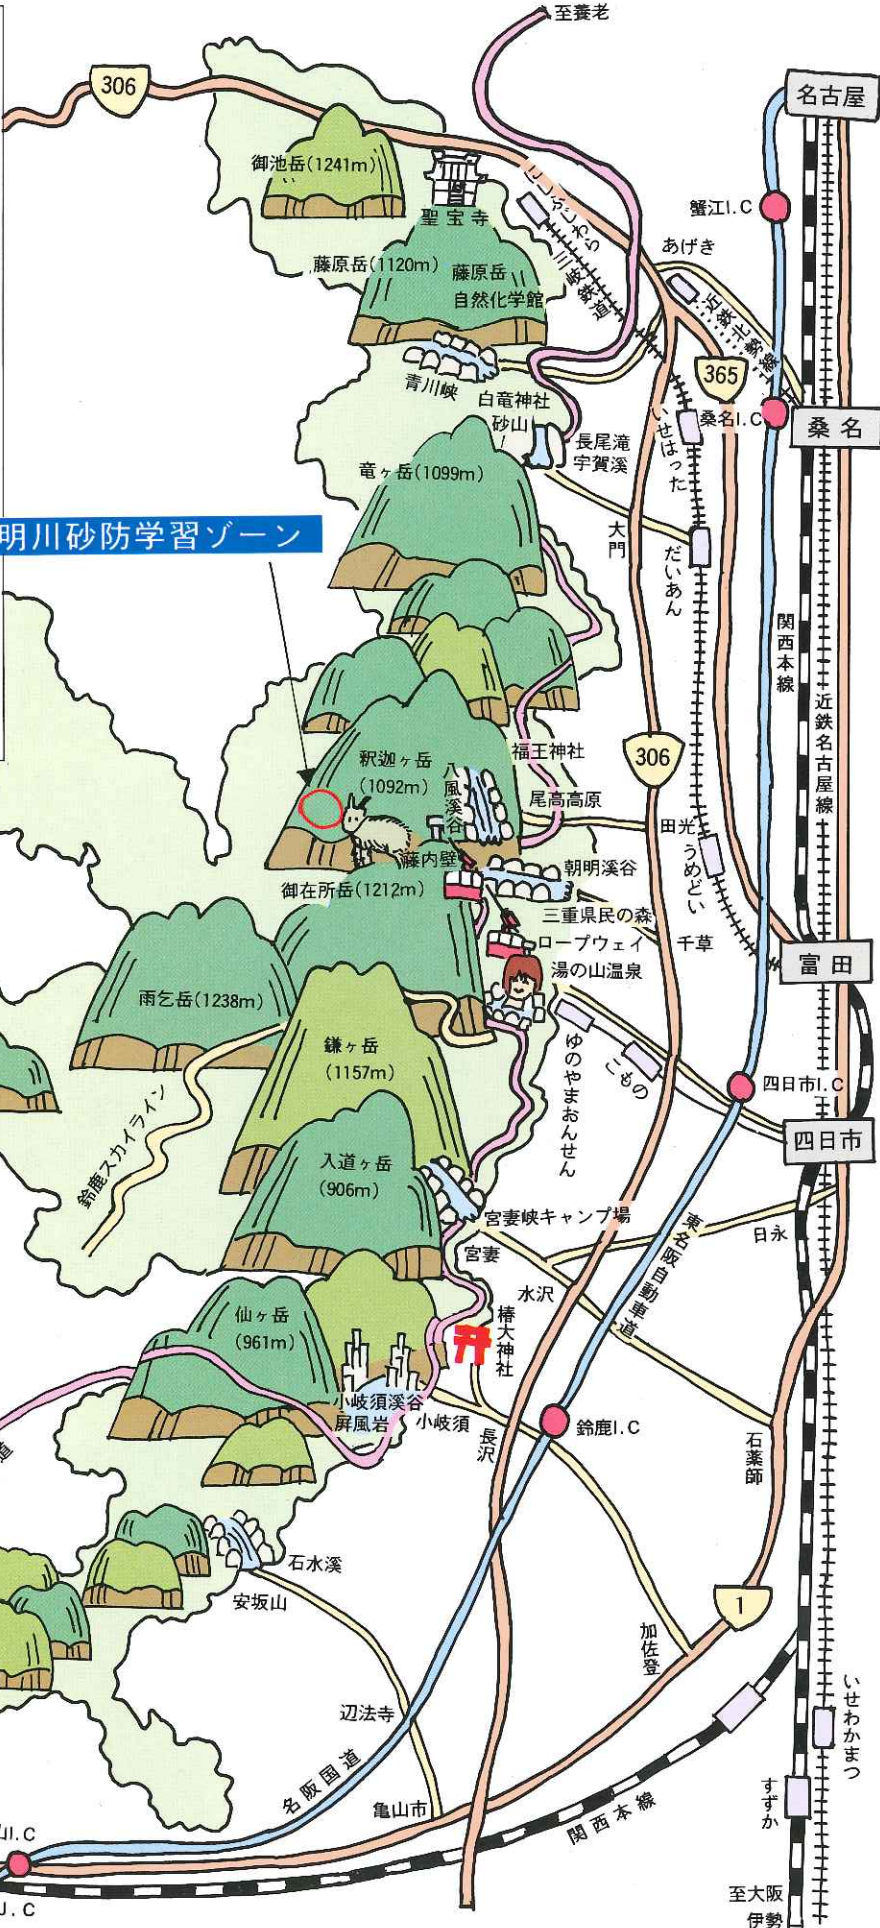 至養老
306
名古屋
御池岳(1241m)
聖宝寺
にしふじわら
三岐鉄道
蟹江I.C
あげき
近鉄北勢線
藤原岳(1120m)
藤原岳
自然化学館
青川峡
白竜神社
砂山
365
桑名I.C
桑名
いせはった
長尾滝
宇賀溪
竜ヶ岳(1099m)
明川砂防学習ゾーン
大門
だいあん
関西本線
近鉄名古屋線
釈迦ヶ岳
(1092m)
八風溪谷
福王神社
306
尾高高原
田光
うめどい
藤内壁
朝明溪谷
御在所岳(1212m)
三重県民の森
ロープウェイ
千草
湯の山温泉
富田
雨乞岳(1238m)
鎌ヶ岳
(1157m)
ゆのやまおんせん
こもの
四日市I.C
四日市
鈴鹿スカイライン
入道ヶ岳
(906m)
宮妻峡キャンプ場
宮妻
東名阪自動車道
日永
水沢
仙ヶ岳
(961m)
椿大神社
小岐須溪谷
屏風岩
小岐須
長沢
鈴鹿I.C
石薬師
道
石水溪
安坂山
1
加佐登
辺法寺
いせわかまつ
名阪国道
亀山市
関西本線
すずか
山I.C
J.C
至大阪
伊勢